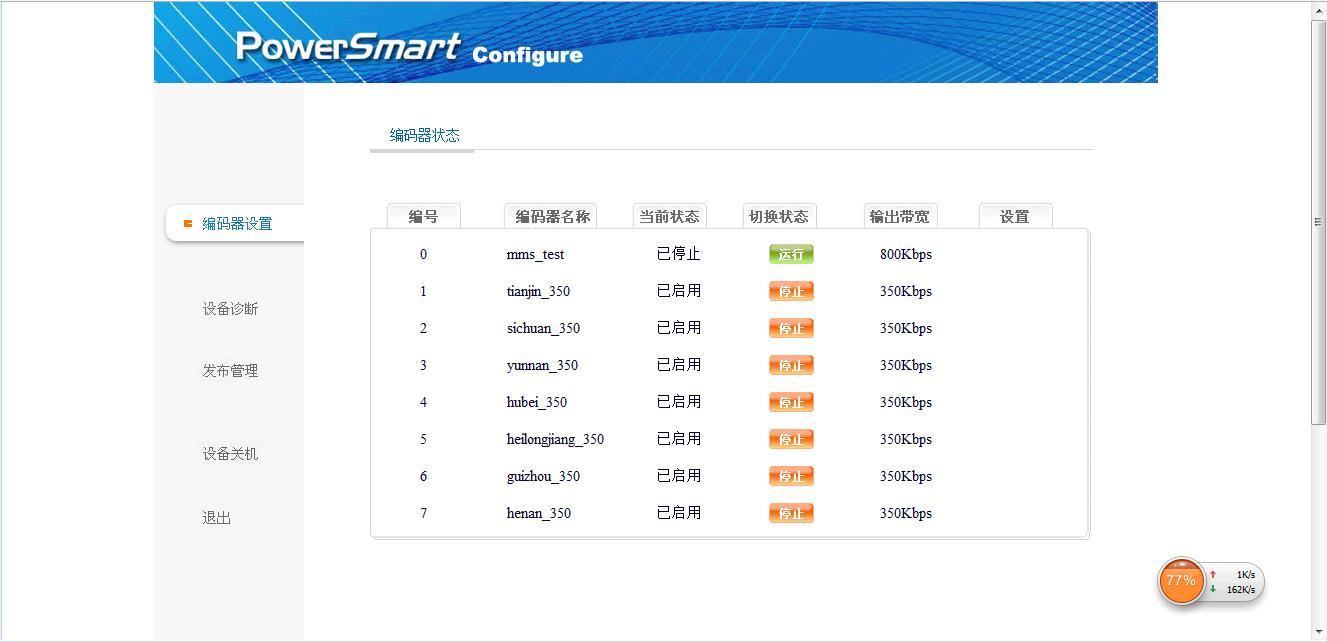 PowerSmart Configure
编码器状态
编码器设置
设备诊断
发布管理
设备关机
退出
编号 编码器名称 当前状态 切换状态 输出带宽 设置
0 mms_test 已停止 运行 800Kbps
1 tianjin_350 已启用 停止 350Kbps
2 sichuan_350 已启用 停止 350Kbps
3 yunnan_350 已启用 停止 350Kbps
4 hubei_350 已启用 停止 350Kbps
5 heilongjiang_350 已启用 停止 350Kbps
6 guizhou_350 已启用 停止 350Kbps
7 henan_350 已启用 停止 350Kbps
77% ↑ 1K/s
↓ 162K/s